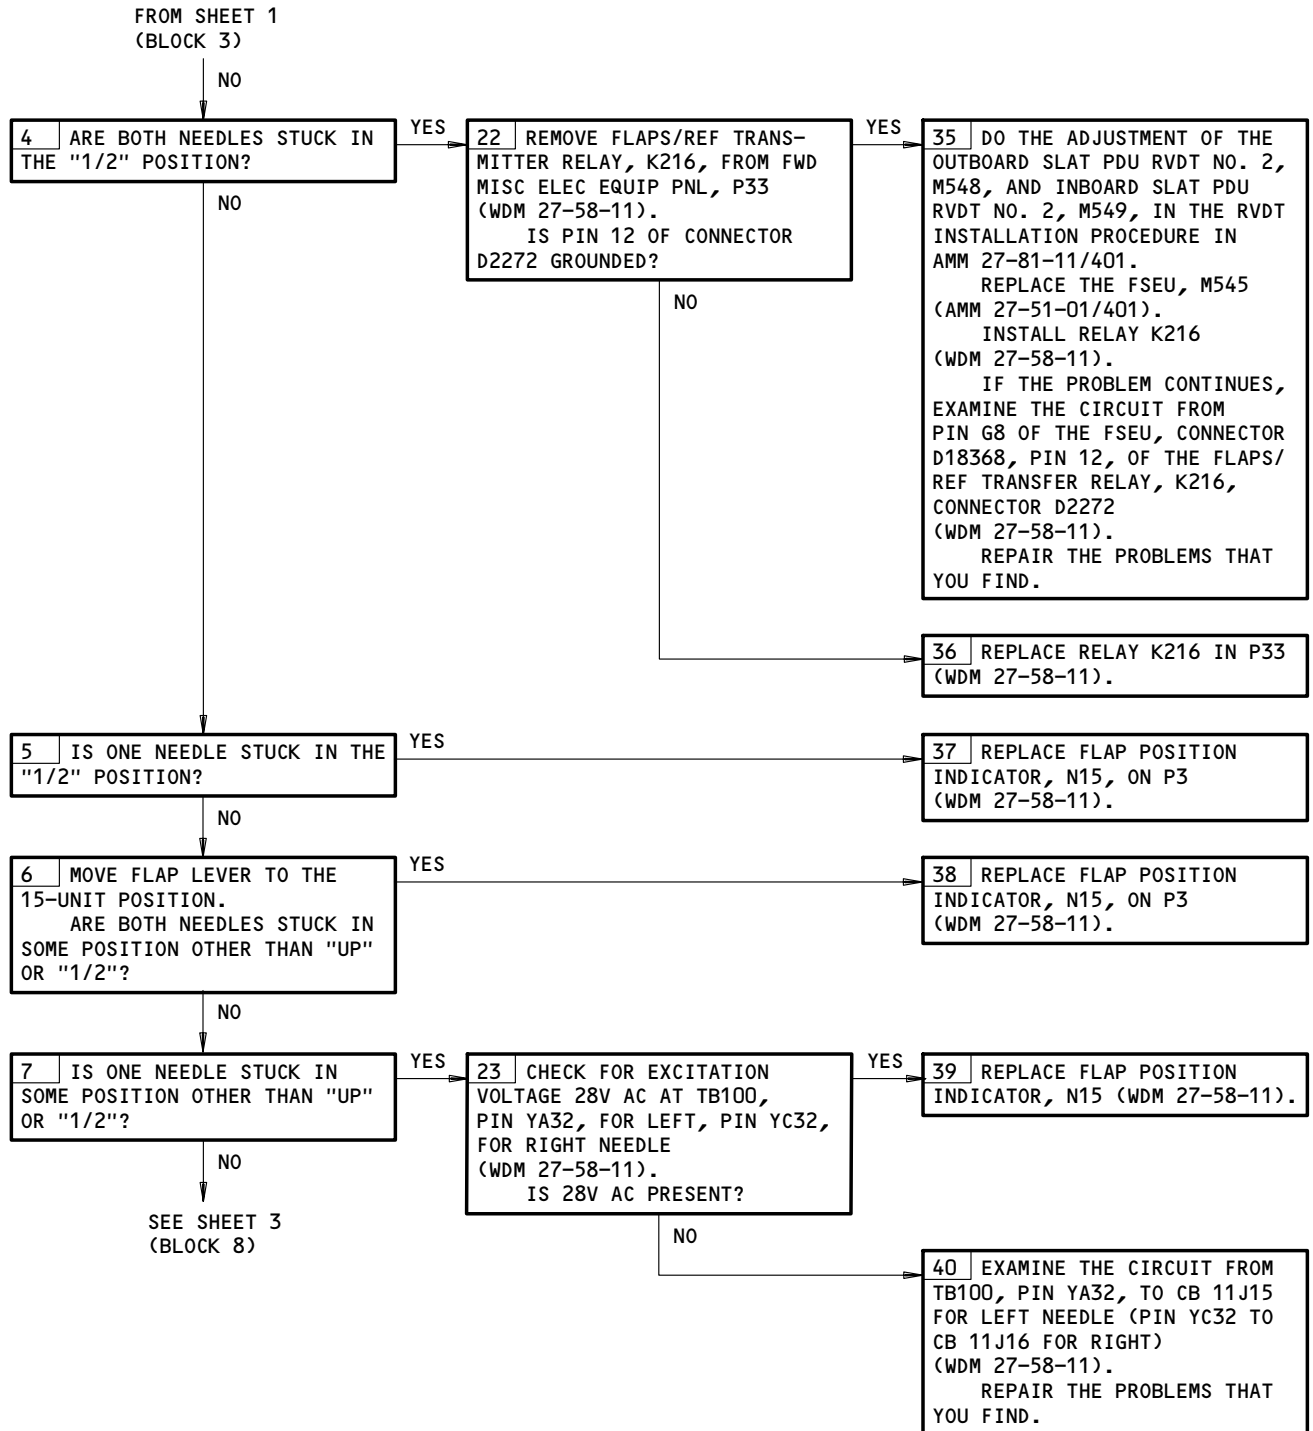 FROM SHEET 1
(BLOCK 3)
NO
4 ARE BOTH NEEDLES STUCK IN
THE "1/2" POSITION?
YES
NO
22 REMOVE FLAPS/REF TRANS-
MITTER RELAY, K216, FROM FWD
MISC ELEC EQUIP PNL, P33
(WDM 27-58-11).
IS PIN 12 OF CONNECTOR
D2272 GROUNDED?
YES
NO
35 DO THE ADJUSTMENT OF THE
OUTBOARD SLAT PDU RVDT NO. 2,
M548, AND INBOARD SLAT PDU
RVDT NO. 2, M549, IN THE RVDT
INSTALLATION PROCEDURE IN
AMM 27-81-11/401.
REPLACE THE FSEU, M545
(AMM 27-51-01/401).
INSTALL RELAY K216
(WDM 27-58-11).
IF THE PROBLEM CONTINUES,
EXAMINE THE CIRCUIT FROM
PIN G8 OF THE FSEU, CONNECTOR
D18368, PIN 12, OF THE FLAPS/
REF TRANSFER RELAY, K216,
CONNECTOR D2272
(WDM 27-58-11).
REPAIR THE PROBLEMS THAT
YOU FIND.
36 REPLACE RELAY K216 IN P33
(WDM 27-58-11).
5 IS ONE NEEDLE STUCK IN THE
"1/2" POSITION?
YES
NO
37 REPLACE FLAP POSITION
INDICATOR, N15, ON P3
(WDM 27-58-11).
6 MOVE FLAP LEVER TO THE
15-UNIT POSITION.
ARE BOTH NEEDLES STUCK IN
SOME POSITION OTHER THAN "UP"
OR "1/2"?
YES
NO
38 REPLACE FLAP POSITION
INDICATOR, N15, ON P3
(WDM 27-58-11).
7 IS ONE NEEDLE STUCK IN
SOME POSITION OTHER THAN "UP"
OR "1/2"?
YES
NO
23 CHECK FOR EXCITATION
VOLTAGE 28V AC AT TB100,
PIN YA32, FOR LEFT, PIN YC32,
FOR RIGHT NEEDLE
(WDM 27-58-11).
IS 28V AC PRESENT?
YES
NO
39 REPLACE FLAP POSITION
INDICATOR, N15 (WDM 27-58-11).
SEE SHEET 3
(BLOCK 8)
40 EXAMINE THE CIRCUIT FROM
TB100, PIN YA32, TO CB 11J15
FOR LEFT NEEDLE (PIN YC32 TO
CB 11J16 FOR RIGHT)
(WDM 27-58-11).
REPAIR THE PROBLEMS THAT
YOU FIND.